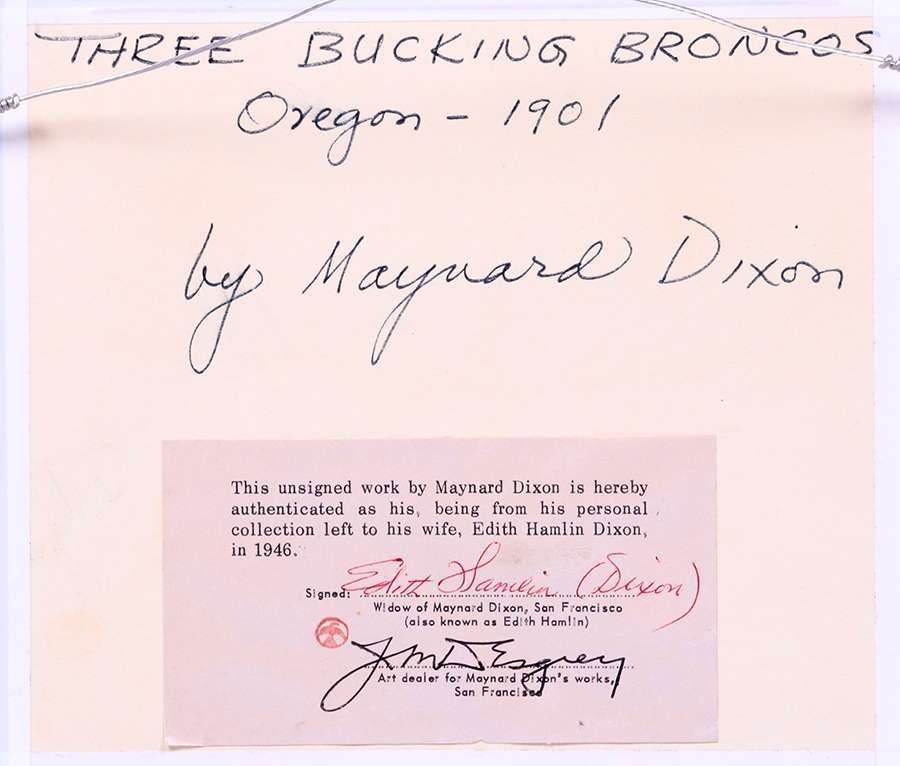 THREE BUCKING BRONCOS
Oregon - 1901
by Maynard Dixon
This unsigned work by Maynard Dixon is hereby
authenticated as his, being from his personal
collection left to his wife, Edith Hamlin Dixon,
in 1946.
Signed: Edith Hamlin (Dixon)
Widow of Maynard Dixon, San Francisco
(also known as Edith Hamlin)
Art dealer for Maynard Dixon's works,
San Francisco